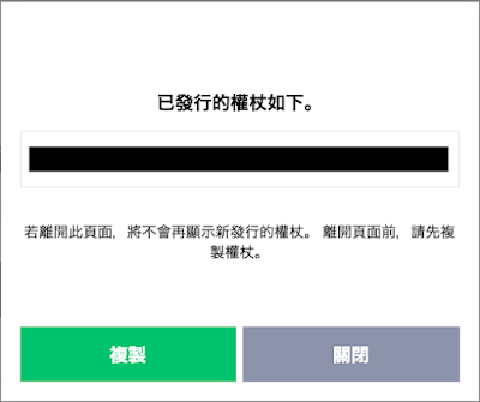 已發行的權杖如下。
若離開此頁面，將不會再顯示新發行的權杖。 離開頁面前，請先複
製權杖。
複製
關閉